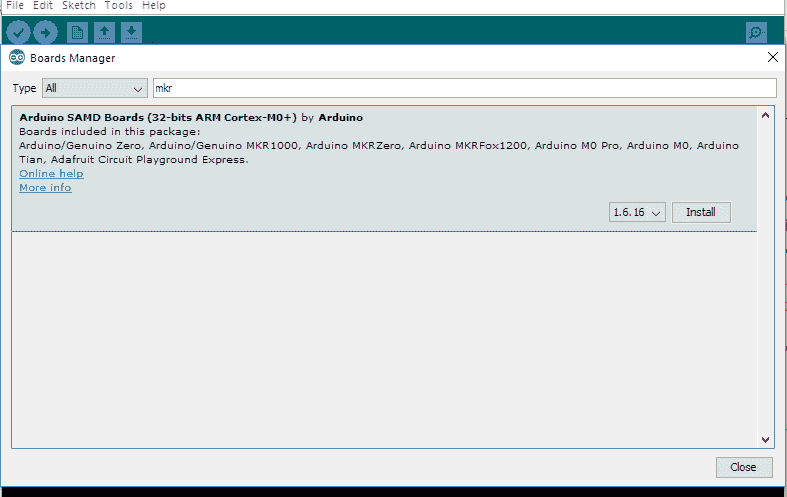 File Edit Sketch Tools Help
Boards Manager
Type All mkr
Arduino SAMD Boards (32-bits ARM Cortex-M0+) by Arduino
Boards included in this package:
Arduino/Genuino Zero, Arduino/Genuino MKR1000, Arduino MKRZero, Arduino MKRFox1200, Arduino M0 Pro, Arduino M0, Arduino
Tian, Adafruit Circuit Playground Express.
Online help
More info
1.6.16 Install
Close